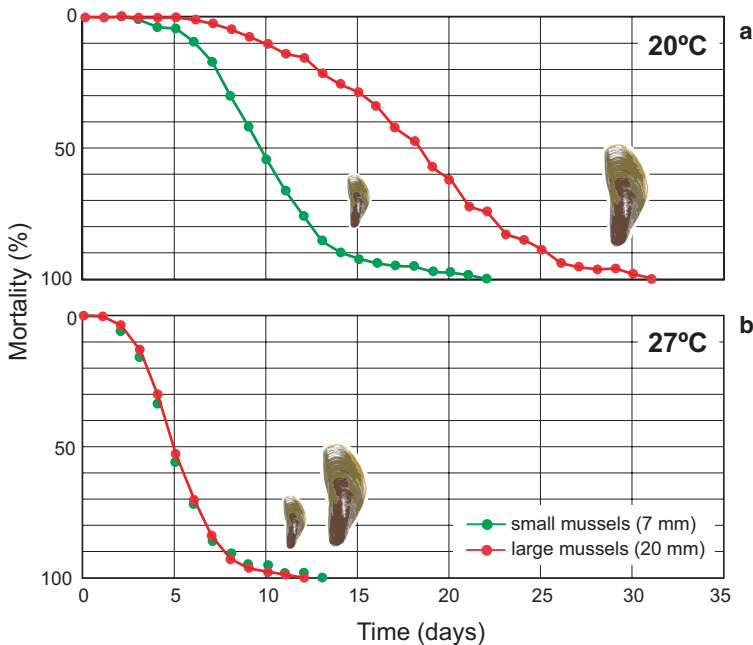 0
50
100
a
20ºC
Mortality (%)
0
50
100
b
27ºC
small mussels (7 mm)
large mussels (20 mm)
0 5 10 15 20 25 30 35
Time (days)